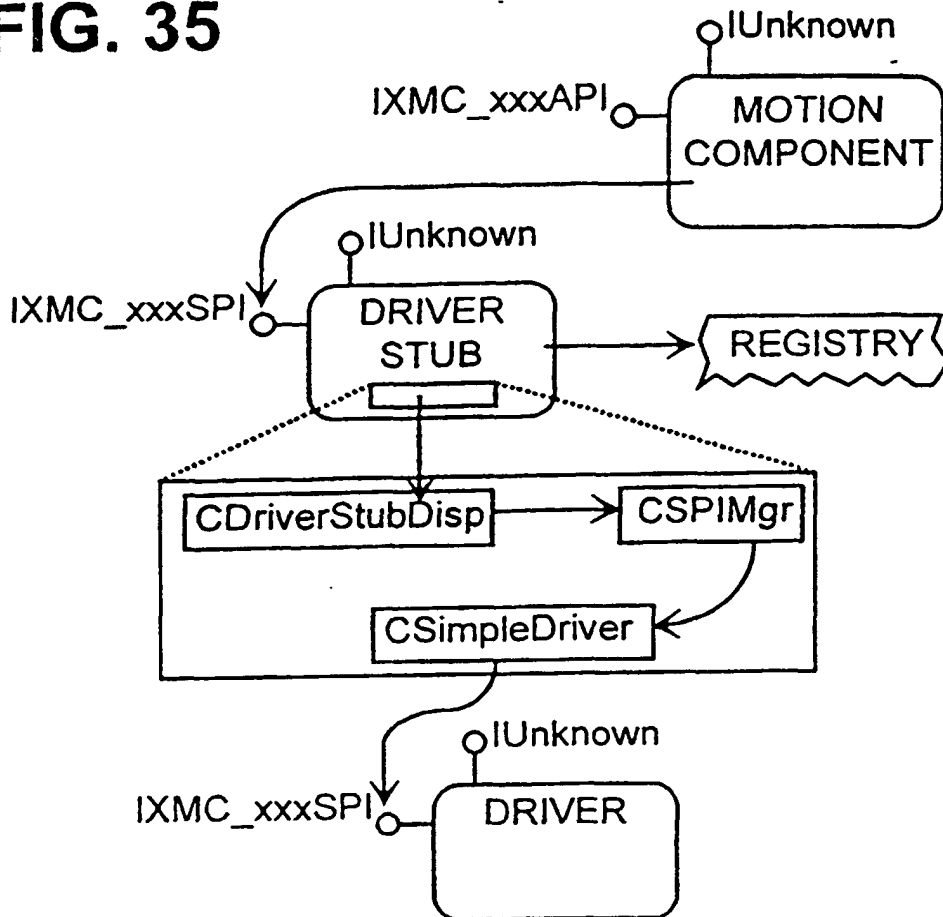 FIG. 35
IUnknown
IXMC_xxxAPI
MOTION
COMPONENT
IUnknown
IXMC_xxxSPI
DRIVER
STUB
REGISTRY
CDriverStubDisp
CSPIMgr
CSimpleDriver
IUnknown
IXMC_xxxSPI
DRIVER